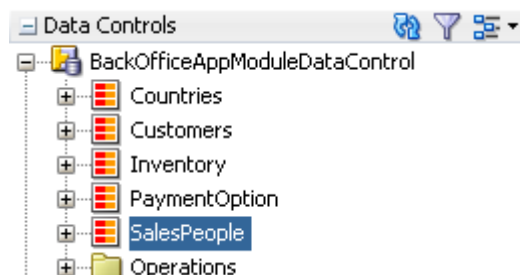 Data Controls
BackOfficeAppModuleDataControl
Countries
Customers
Inventory
PaymentOption
SalesPeople
Operations